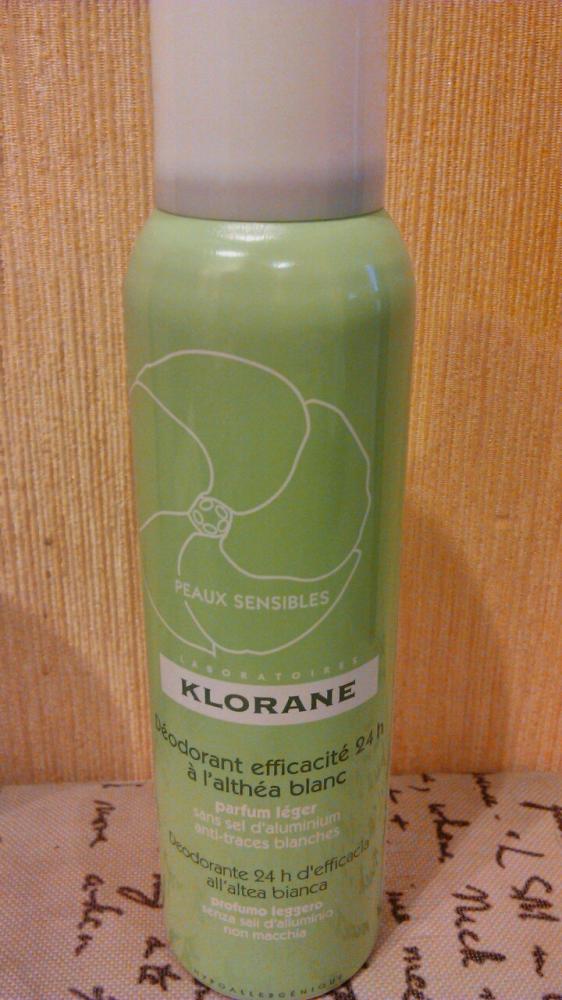 PEAUX SENSIBLES
LABORATOIRES
KLORANE
Déodorant efficacité 24 h
à l'althéa blanc
parfum léger
sans sel d'aluminium
anti-traces blanches
Deodorante 24 h d'efficacia
all'altea bianca
profumo leggero
senza sali d'alluminio
non macchia
HYPOALLERGÉNIQUE